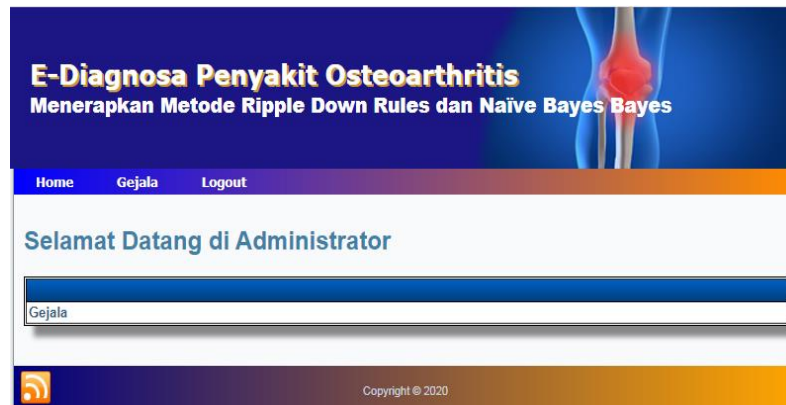 E-Diagnosa Penyakit Osteoarthritis
Menerapkan Metode Ripple Down Rules dan Naïve Bayes Bayes
Home Gejala Logout
Selamat Datang di Administrator
Gejala
Copyright © 2020